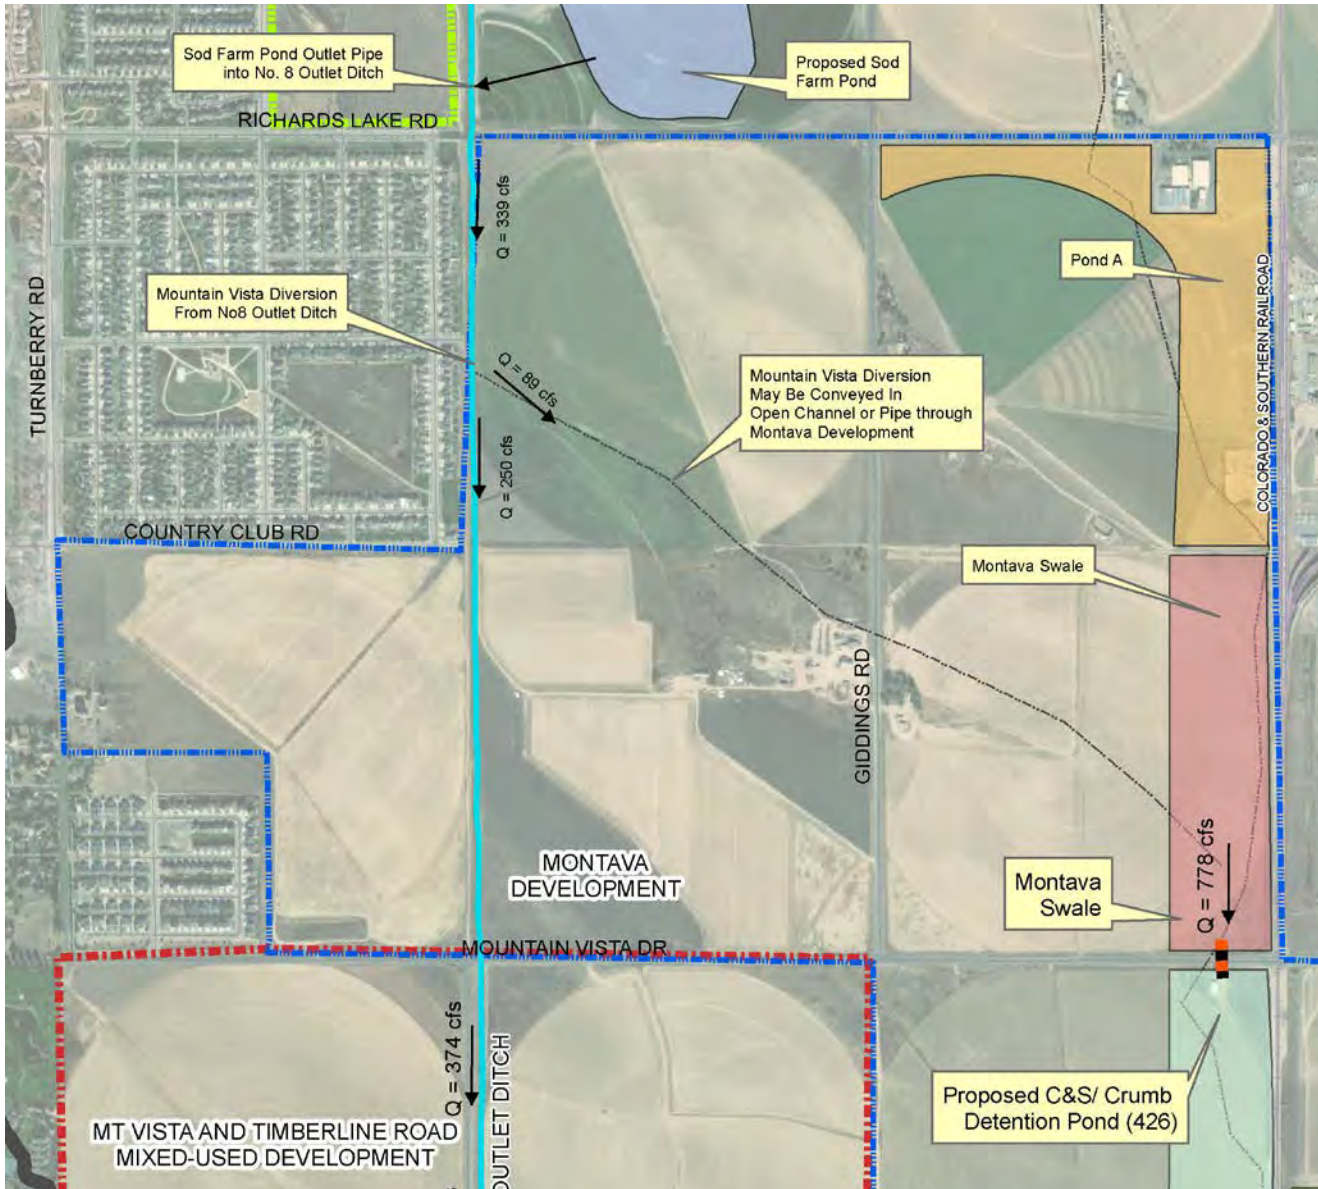 Sod Farm Pond Outlet Pipe
into No. 8 Outlet Ditch
Proposed Sod
Farm Pond
RICHARDS LAKE RD
Q = 339 cfs
Pond A
Mountain Vista Diversion
From No8 Outlet Ditch
TURNBERRY RD
COLORADO & SOUTHERN RAILROAD
Q = 89 cfs
Mountain Vista Diversion
May Be Conveyed In
Open Channel or Pipe through
Montava Development
Q = 250 cfs
COUNTRY CLUB RD
Montava Swale
GIDDINGS RD
MONTAVA
DEVELOPMENT
Montava
Swale
Q = 778 cfs
MOUNTAIN VISTA DR
Q = 374 cfs
OUTLET DITCH
Proposed C&S/ Crumb
Detention Pond (426)
MT VISTA AND TIMBERLINE ROAD
MIXED-USED DEVELOPMENT